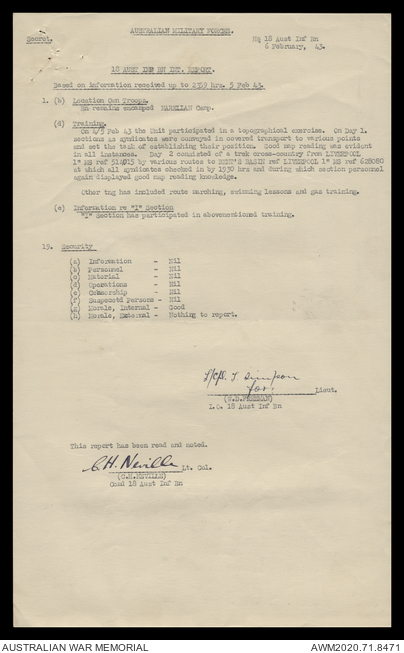 AUSTRALIAN MILITARY FORCES.
Secret.
HQ 18 Aust Inf Bn
6 February, 43.
18 AUST INF BN INT. REPORT.
Based on information received up to 2359 hrs. 5 Feb 43.
1. (b) Location Own Troops.
Bn remains encamped NARELLAN Camp.
(d) Training.
On 4/5 Feb 43 the Unit participated in a topographical exercise. On Day 1.
sections as syndicates were conveyed in covered transport to various points
and set the task of establishing their position. Good map reading was evident
in all instances. Day 2 consisted of a trek cross-country from LIVERPOOL
1" MS ref 514015 by various routes to BENT'S BASIN ref LIVERPOOL 1" MS ref 628080
at which all syndicates checked in by 1930 hrs and during which section personnel
again displayed good map reading knowledge.
Other tng has included route marching, swimming lessons and gas training.
(e) Information re "I" Section
"I" Section has participated in abovementioned training.
19. Security
(a) Information - Nil
(b) Personnel - Nil
(c) Material - Nil
(d) Operations - Nil
(e) Censorship - Nil
(f) Suspected Persons - Nil
(g) Morale, Internal - Good
(h) Morale, External - Nothing to report.
Simpson
for: Lieut.
I.O. 18 Aust Inf Bn
This report has been read and noted.
C.H. Neville Lt. Col.
(C.H. NEVILLE)
Comd 18 Aust Inf Bn
AUSTRALIAN WAR MEMORIAL
AWM2020.71.8471